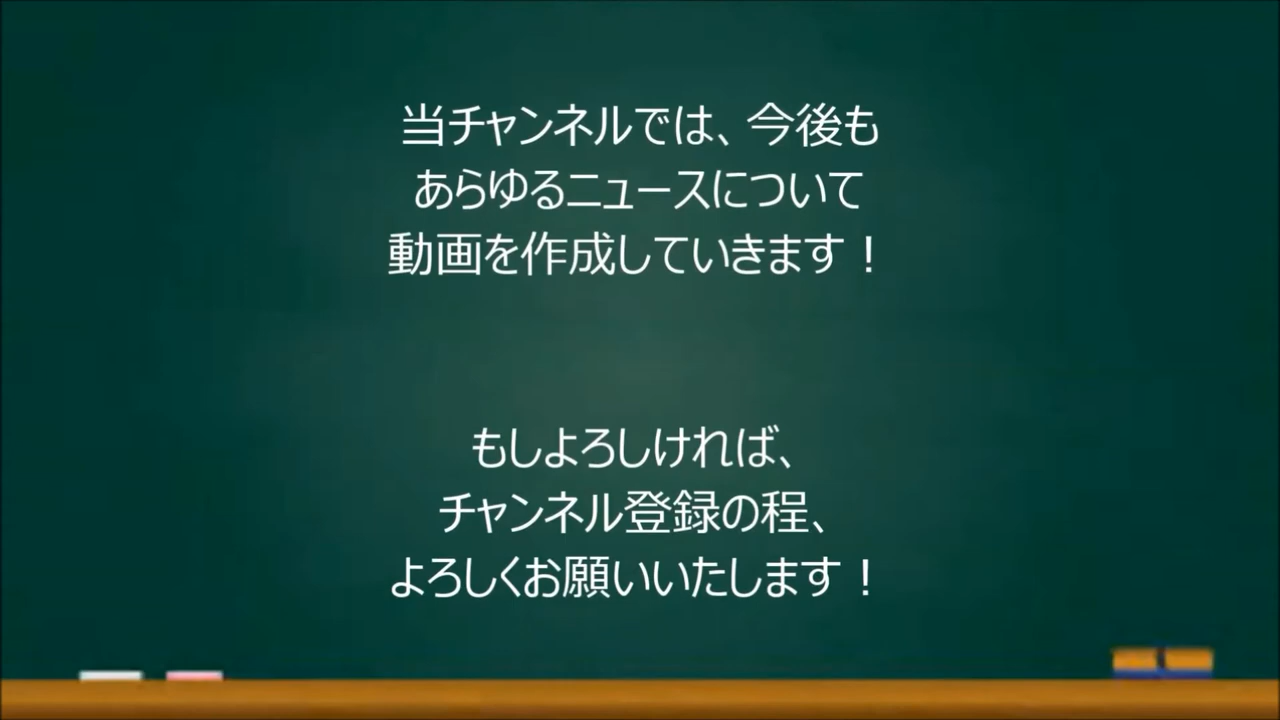 当チャンネルでは、今後も
あらゆるニュースについて
動画を作成していきます！
もしよろしければ、
チャンネル登録の程、
よろしくお願いいたします！